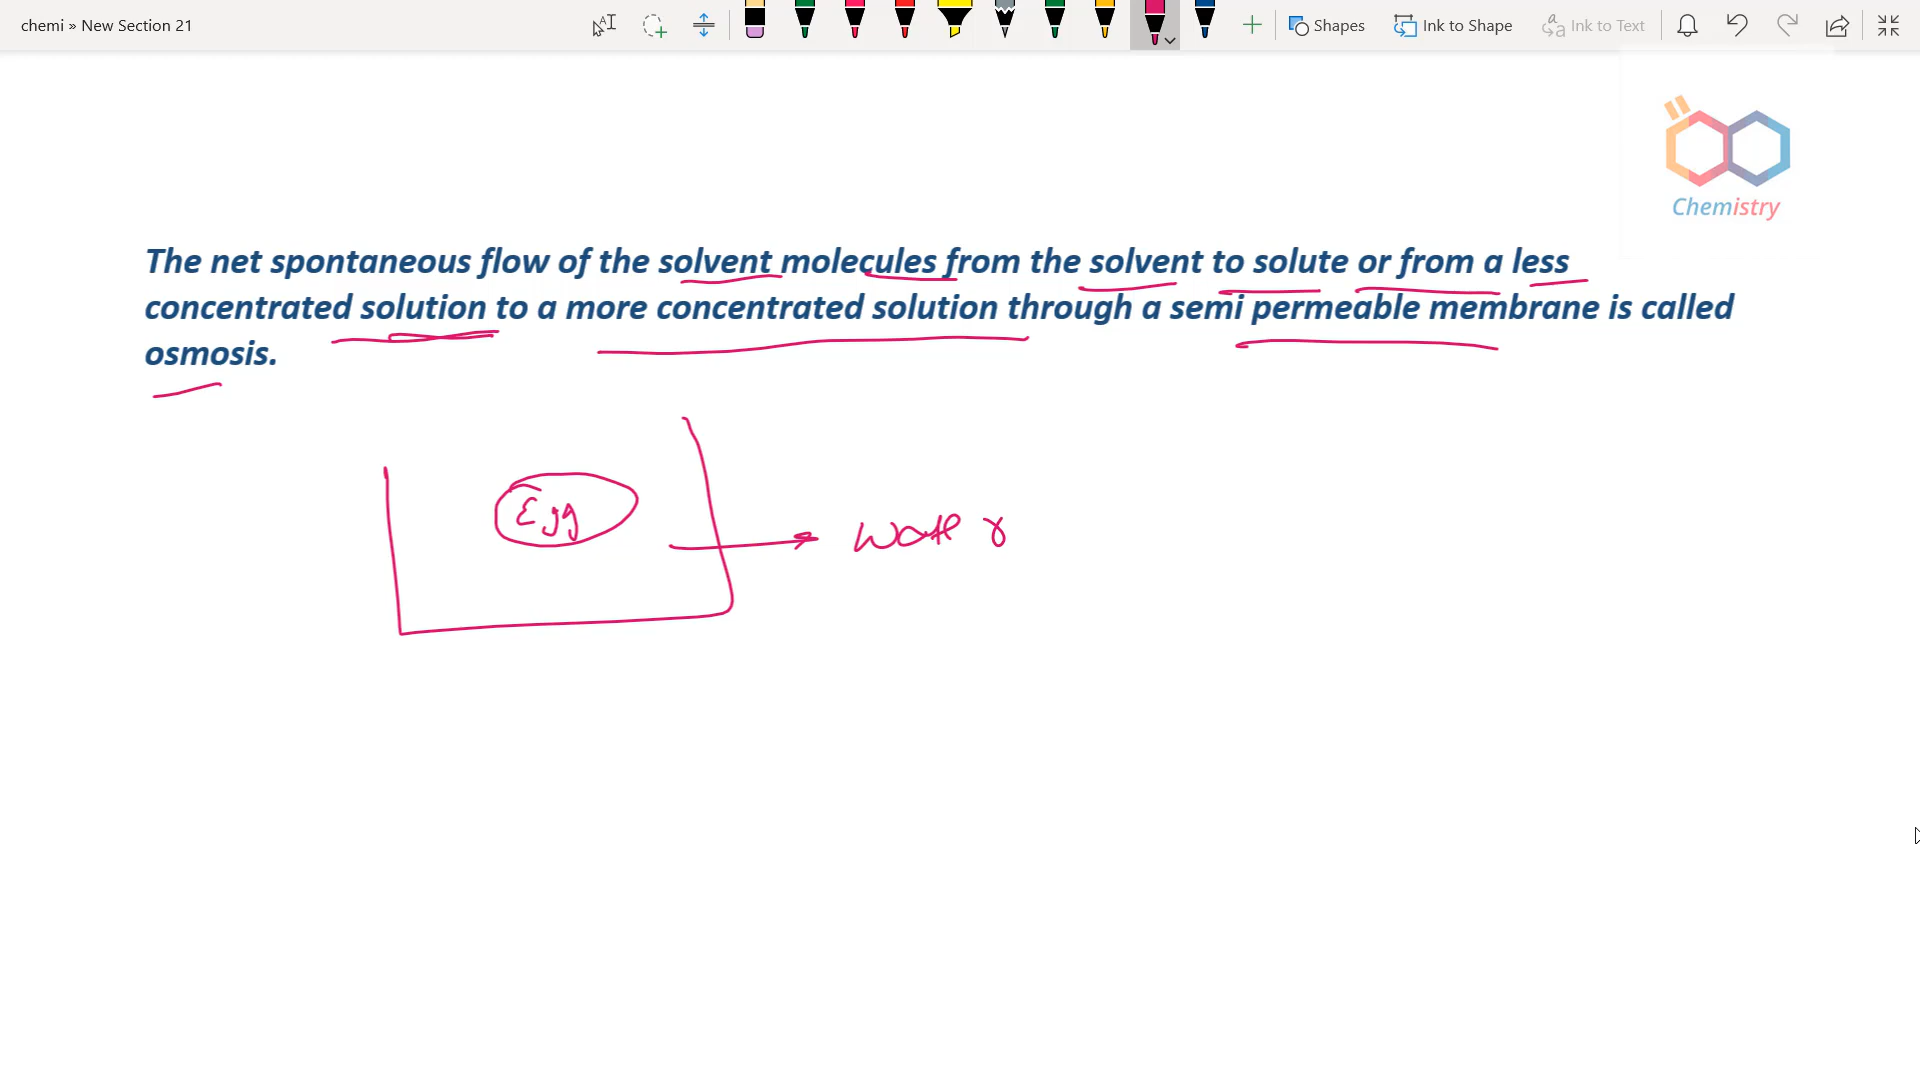 chemi » New Section 21
Shapes
Ink to Shape
Ink to Text
Chemistry
The net spontaneous flow of the solvent molecules from the solvent to solute or from a less
concentrated solution to a more concentrated solution through a semi permeable membrane is called
osmosis.
Egg
Water